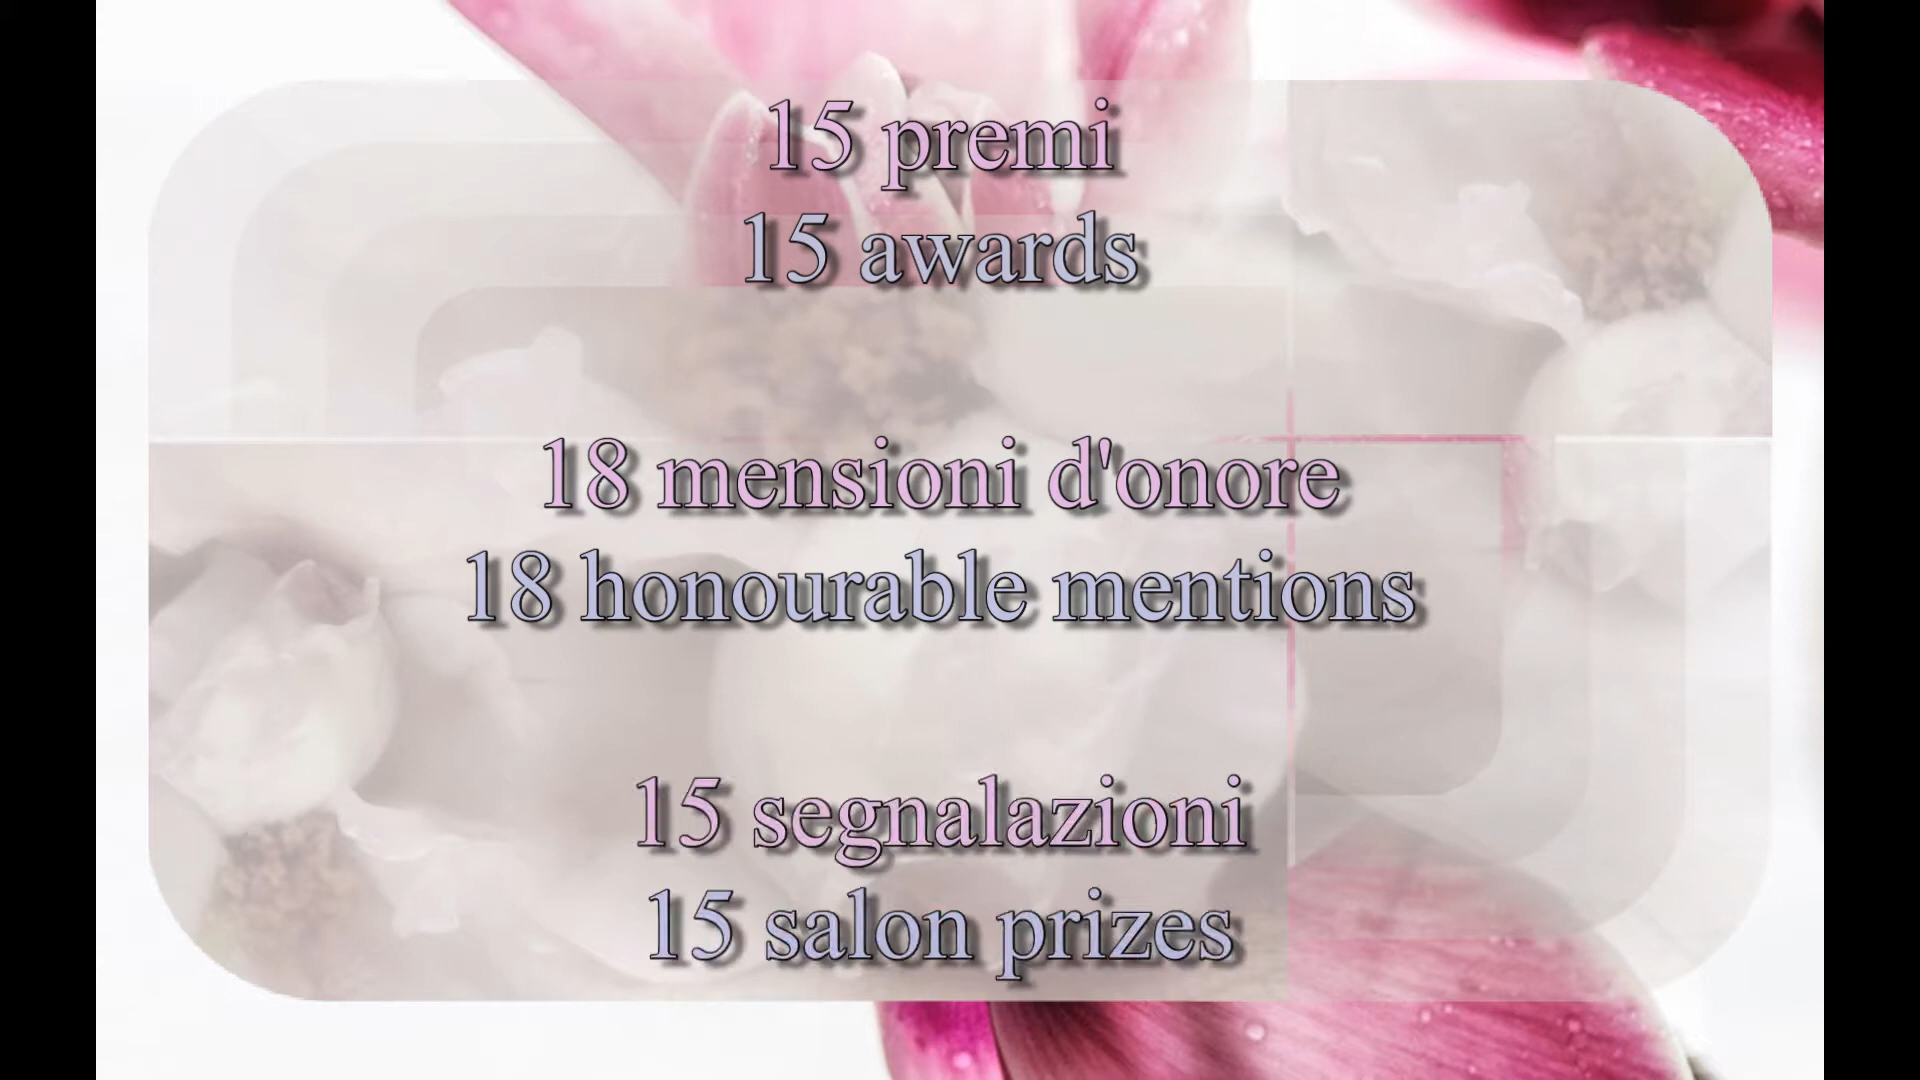 15 premi
15 awards
18 mensioni d'onore
18 honourable mentions
15 segnalazioni
15 salon prizes